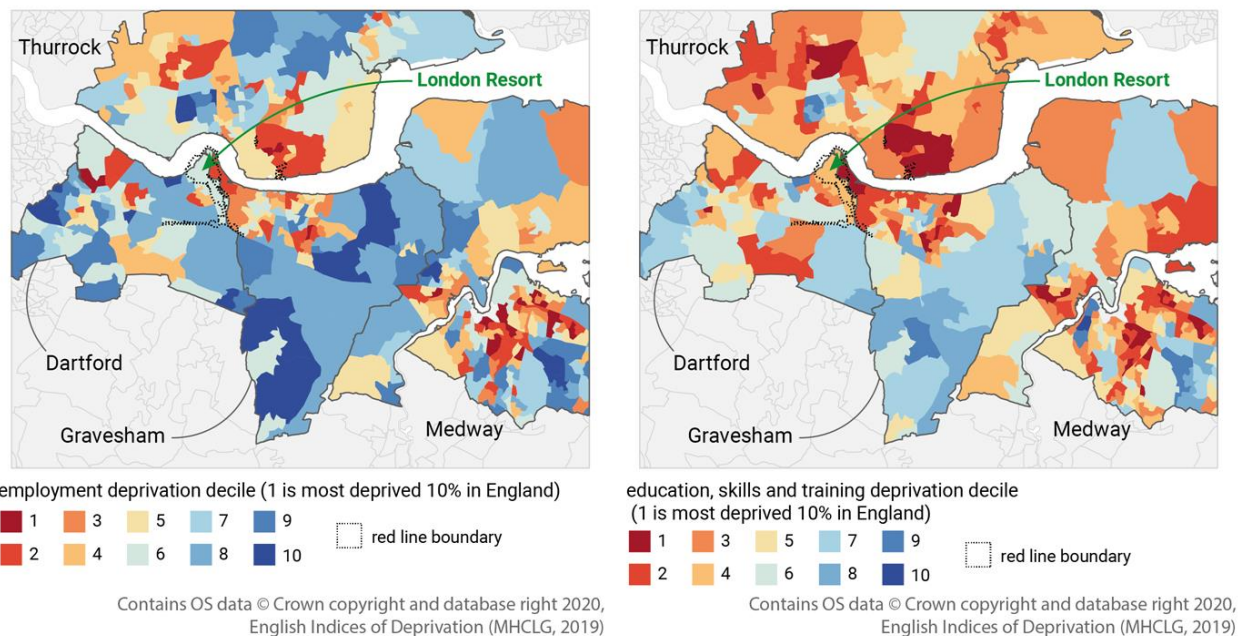 Thurrock
London Resort
Dartford
Gravesham
Medway
employment deprivation decile (1 is most deprived 10% in England)
1 3 5 7 9
2 4 6 8 10
red line boundary
Contains OS data © Crown copyright and database right 2020,
English Indices of Deprivation (MHCLG, 2019)
Thurrock
London Resort
Dartford
Gravesham
Medway
education, skills and training deprivation decile
(1 is most deprived 10% in England)
1 3 5 7 9
2 4 6 8 10
red line boundary
Contains OS data © Crown copyright and database right 2020,
English Indices of Deprivation (MHCLG, 2019)